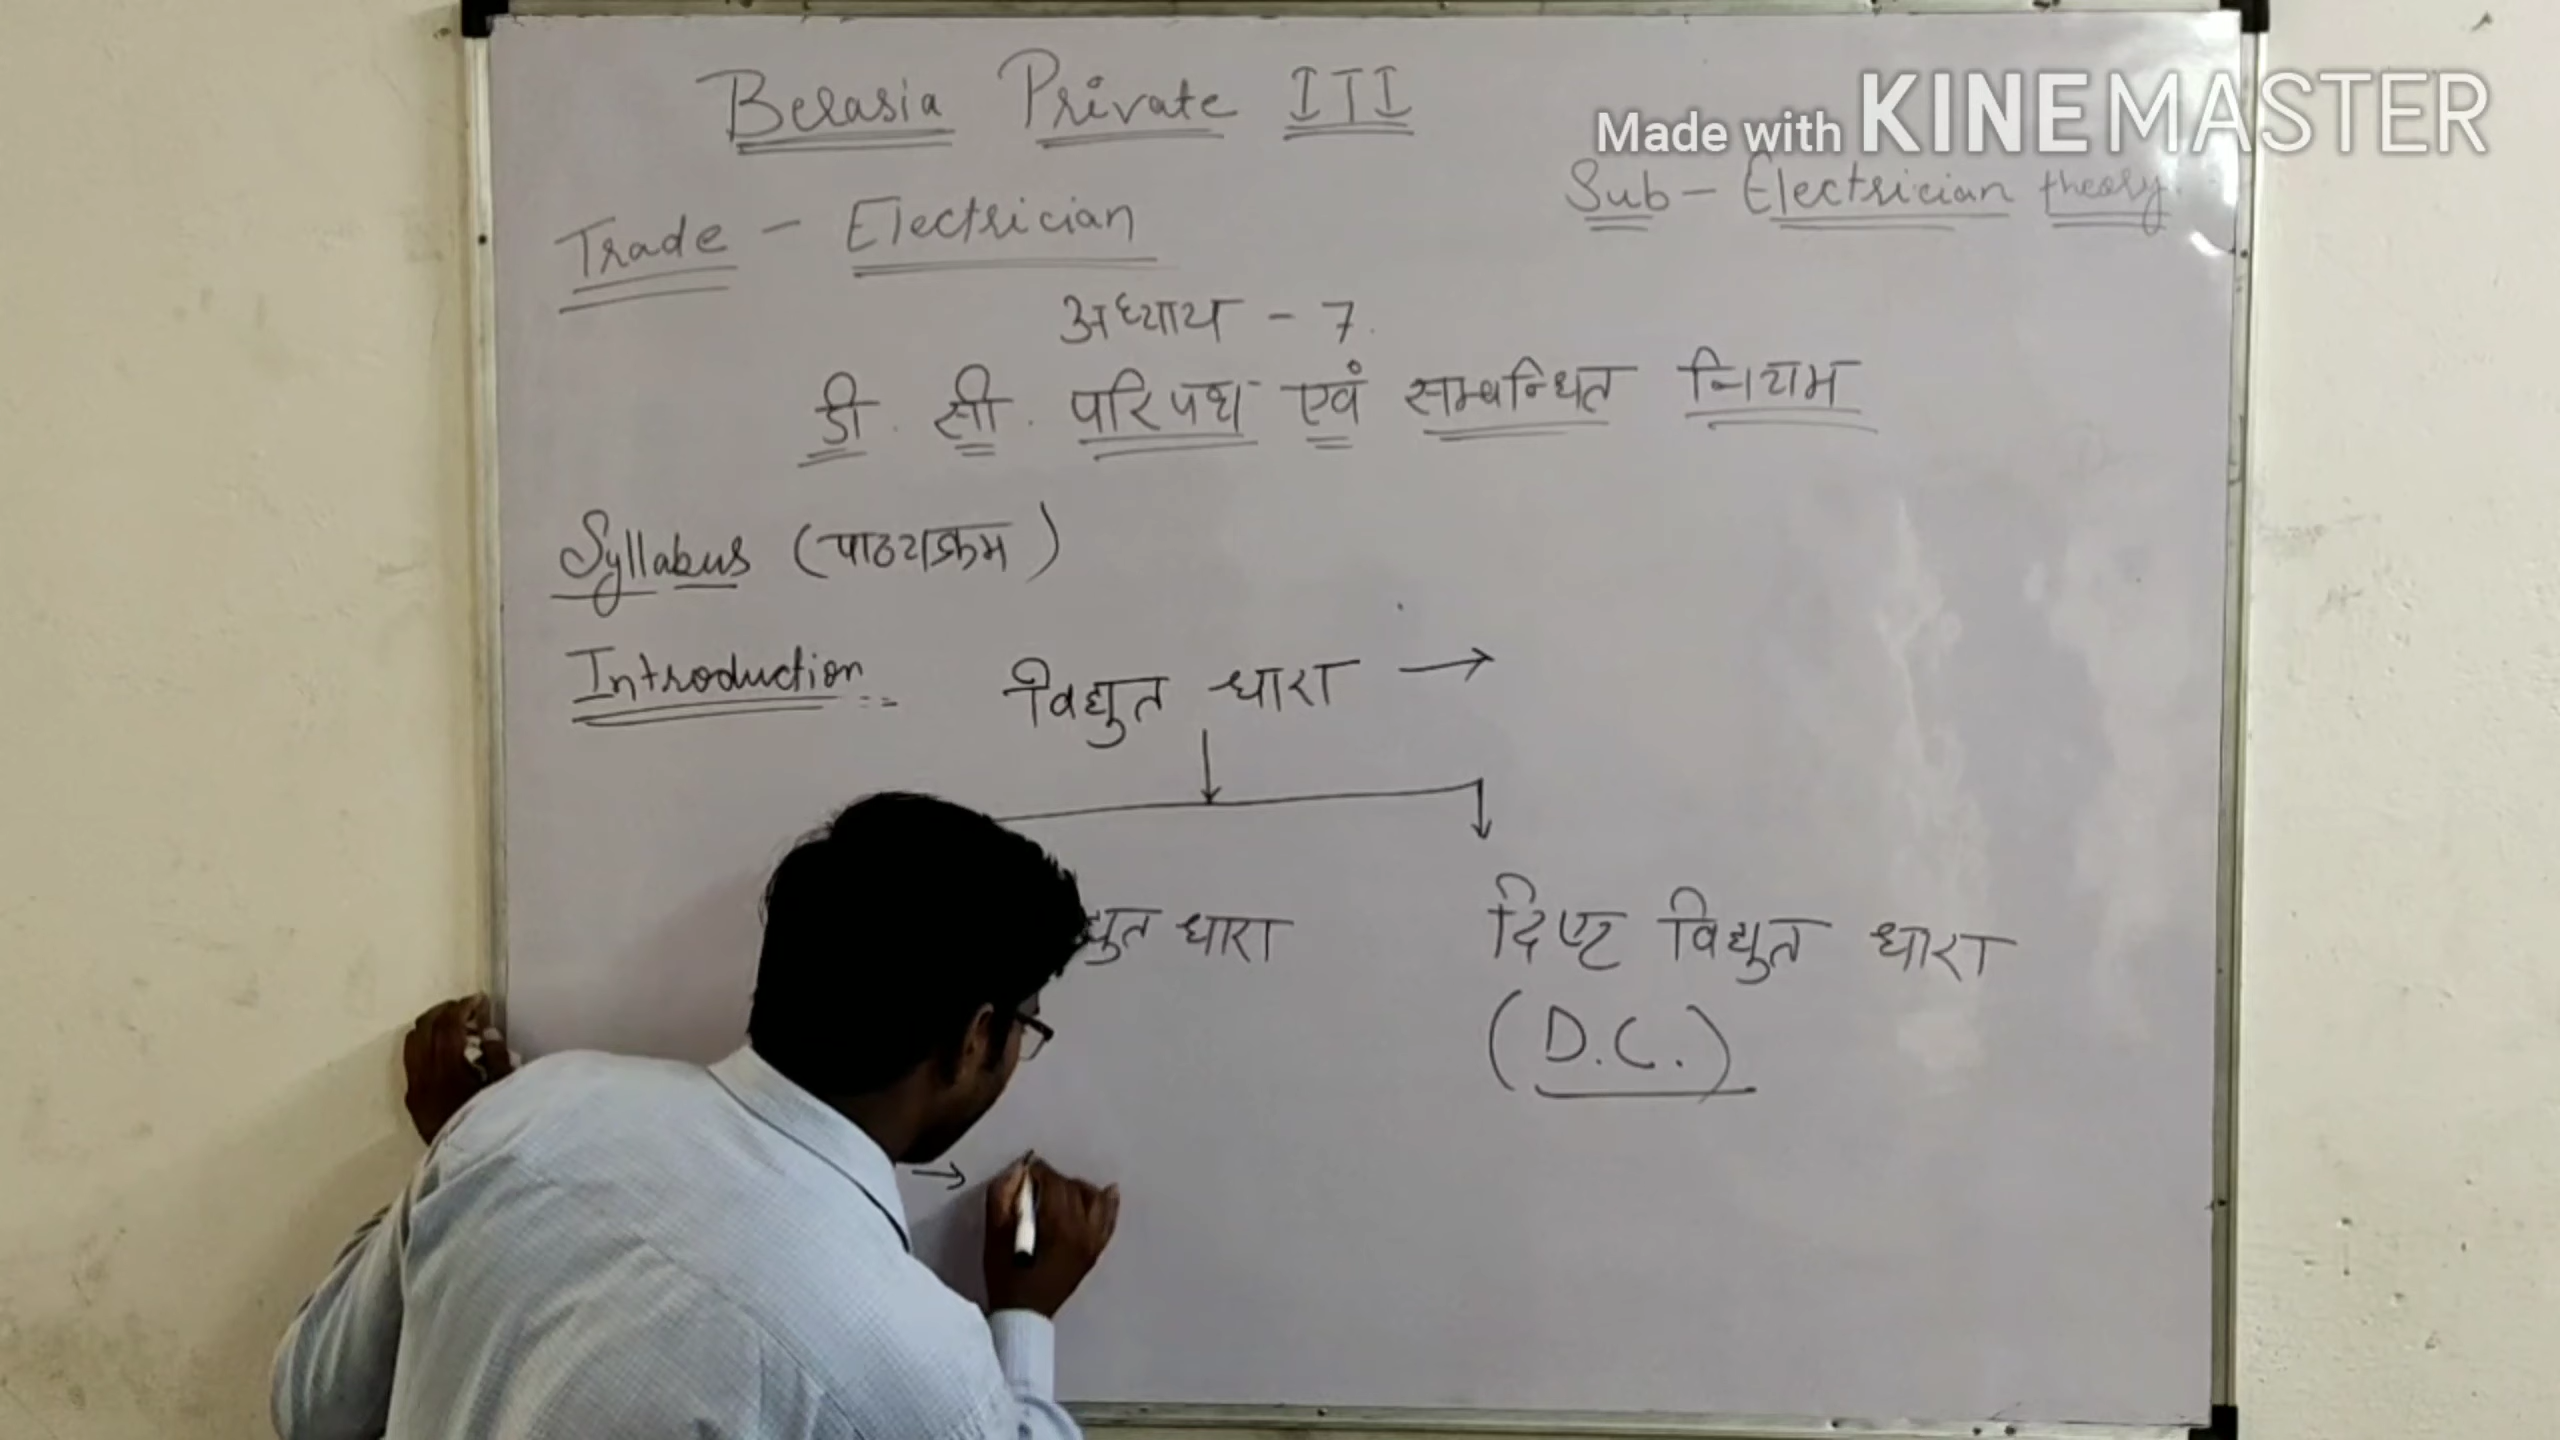 Berasia Private ITI
Made with KINEMASTER
Sub - Electrician theory
Trade - Electrician
अध्याय - 7.
डी. सी. परिपथ एवं सम्बन्धित नियम
Syllabus (पाठ्यक्रम)
Introduction :-
विद्युत धारा →
धारा
दिष्ट विद्युत धारा
(D.C.)
→